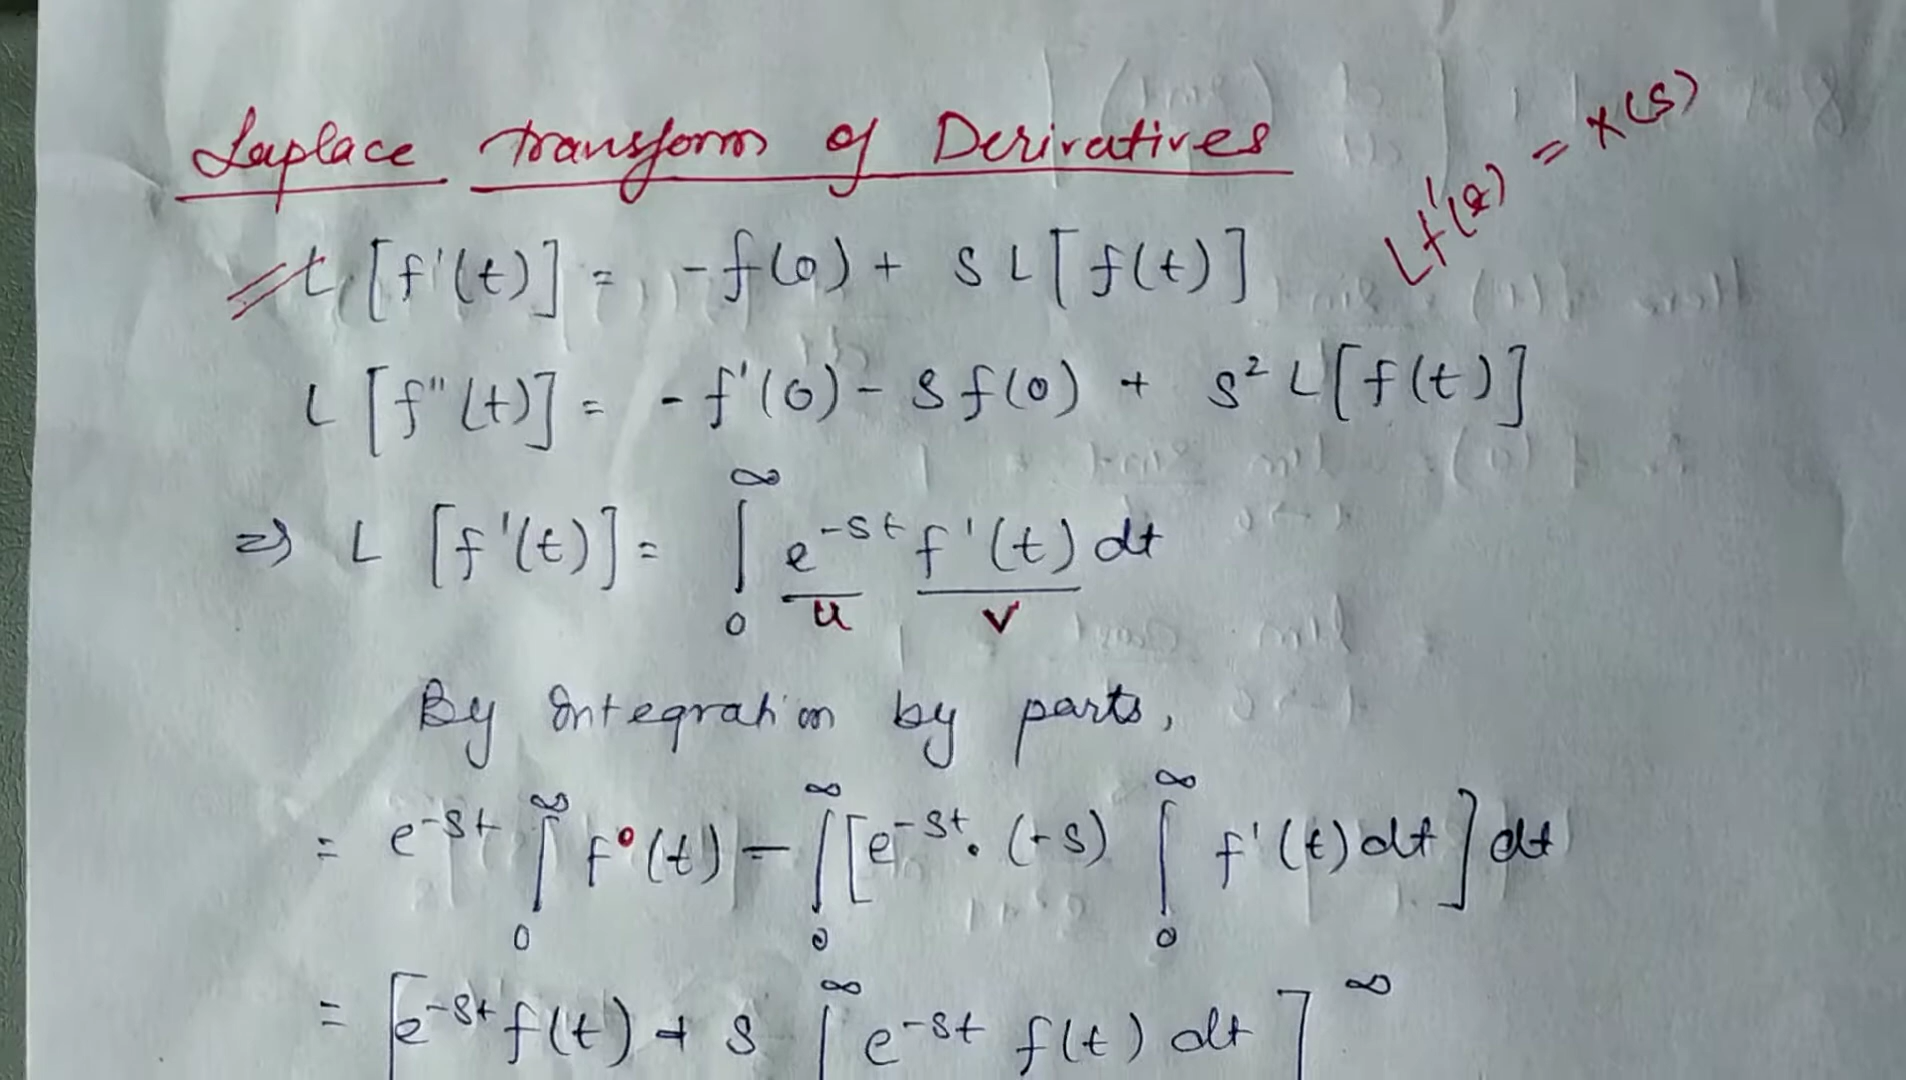 Laplace transform of Derivatives
L f'(x) = X(s)
L [f'(t)] = -f(0) + S L[f(t)]
L [f''(t)] = -f'(0) - S f(0) + S² L[f(t)]
⇒ L [f'(t)] = ∫₀^∞ e^{-st} f'(t) dt
u v
By Integration by parts,
= e^{-st} ∫₀^∞ f'(t) - ∫₀^∞ [e^{-st}. (-s) ∫₀^∞ f'(t) dt] dt
= [e^{-st} f(t) + s ∫^∞ e^{-st} f(t) dt]^∞